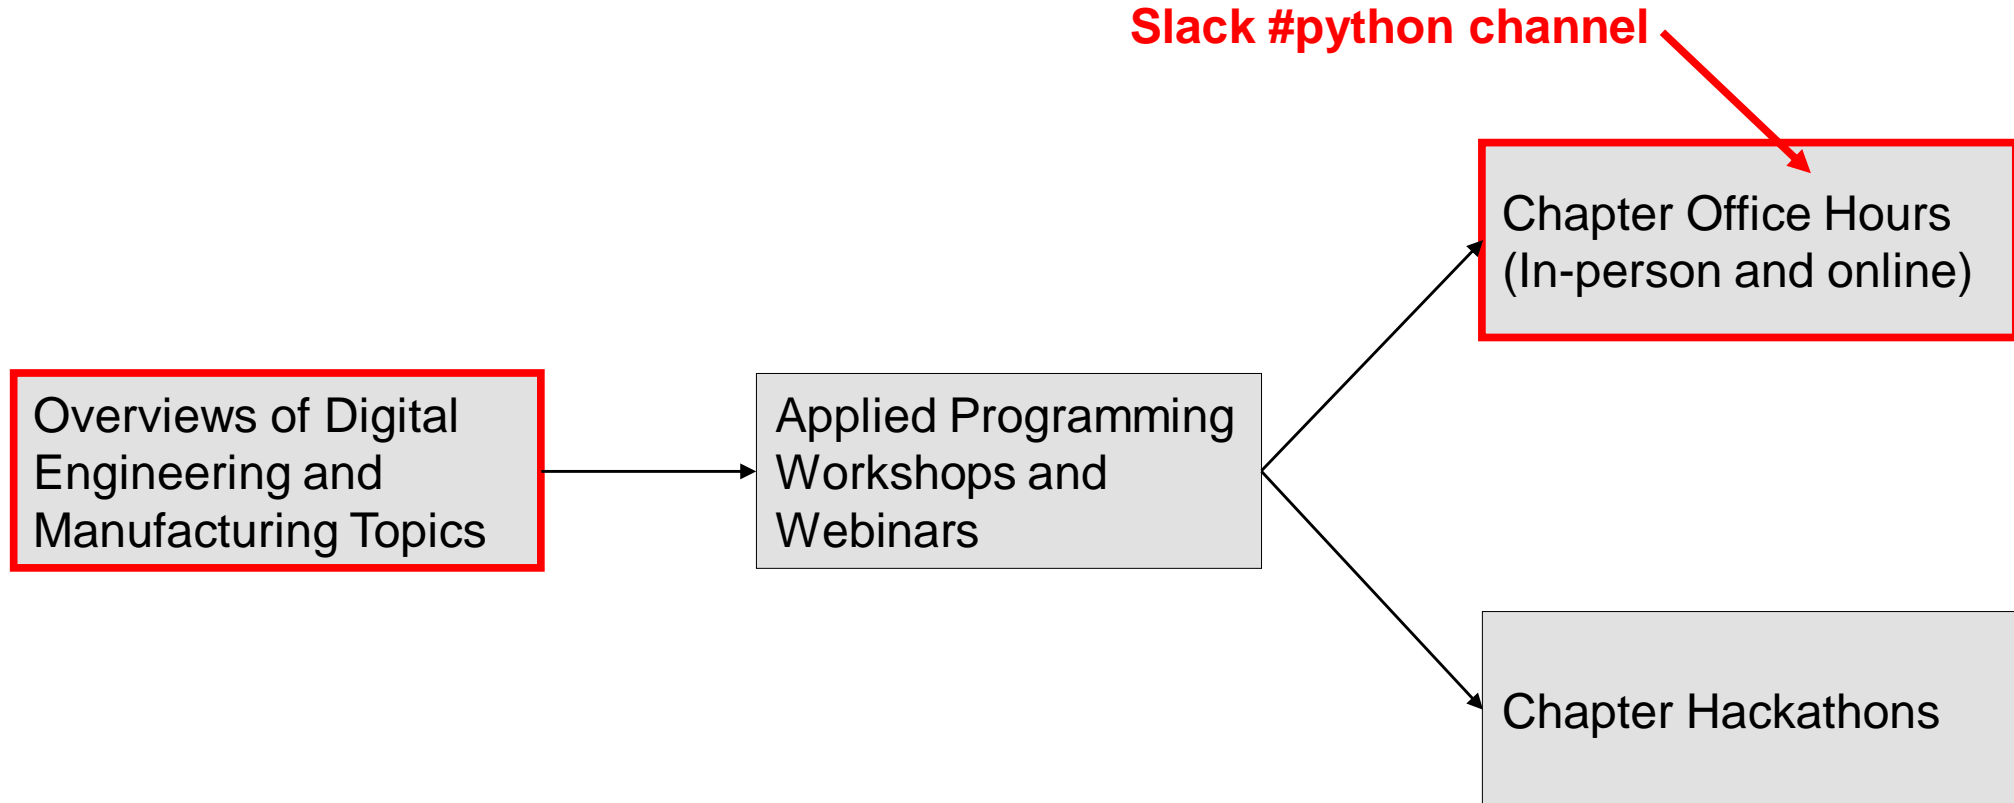 Slack #python channel
Chapter Office Hours
(In-person and online)
Overviews of Digital
Engineering and
Manufacturing Topics
Applied Programming
Workshops and
Webinars
Chapter Hackathons